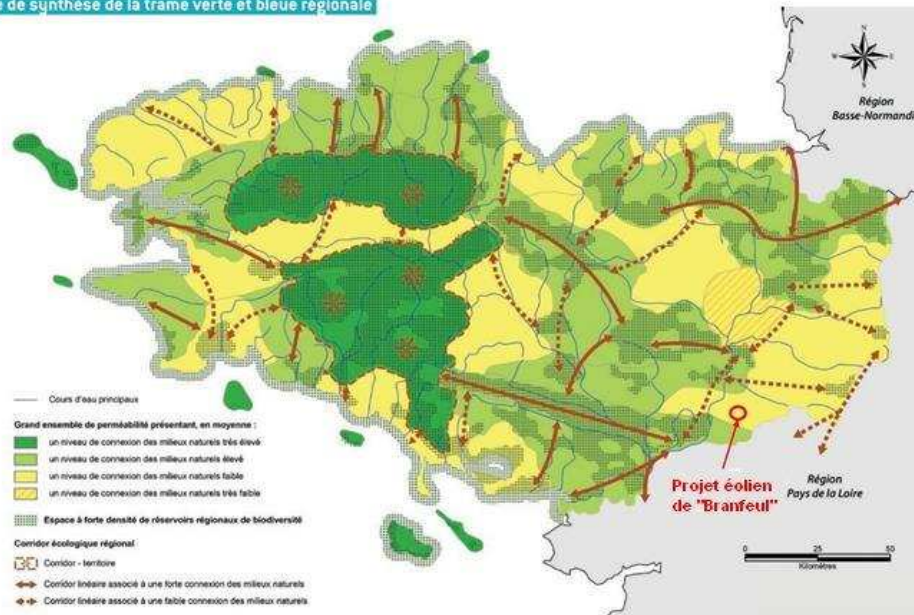 de synthèse de la trame verte et bleue régionale
N
W
E
S
Région
Basse-Normandi
Cours d'eau principaux
Grand ensemble de perméabilité présentant, en moyenne :
un niveau de connexion des milieux naturels très élevé
un niveau de connexion des milieux naturels élevé
un niveau de connexion des milieux naturels faible
un niveau de connexion des milieux naturels très faible
Espace à forte densité de réservoirs régionaux de biodiversité
Corridor écologique régional
Corridor - territoire
Corridor linéaire associé à une forte connexion des milieux naturels
Corridor linéaire associé à une faible connexion des milieux naturels
Projet éolien
de "Branfeul"
Région
Pays de la Loire
0 25 50
Kilomètres